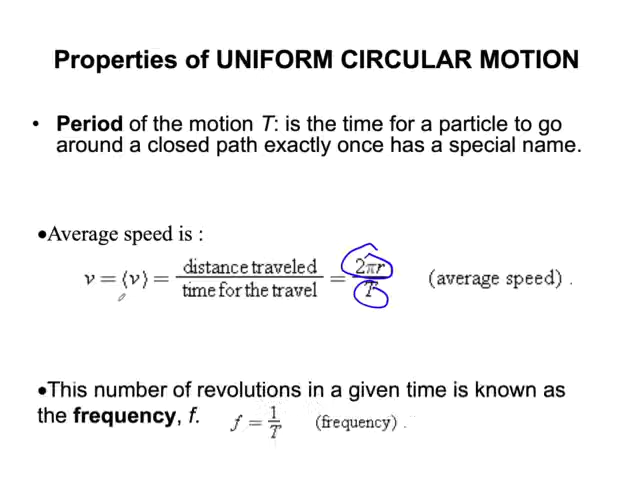 Properties of UNIFORM CIRCULAR MOTION
• Period of the motion T: is the time for a particle to go
around a closed path exactly once has a special name.
•Average speed is :
v = ⟨v⟩ = distance traveled / time for the travel = 2πr / T (average speed) .
•This number of revolutions in a given time is known as
the frequency, f. f = 1/T (frequency) .